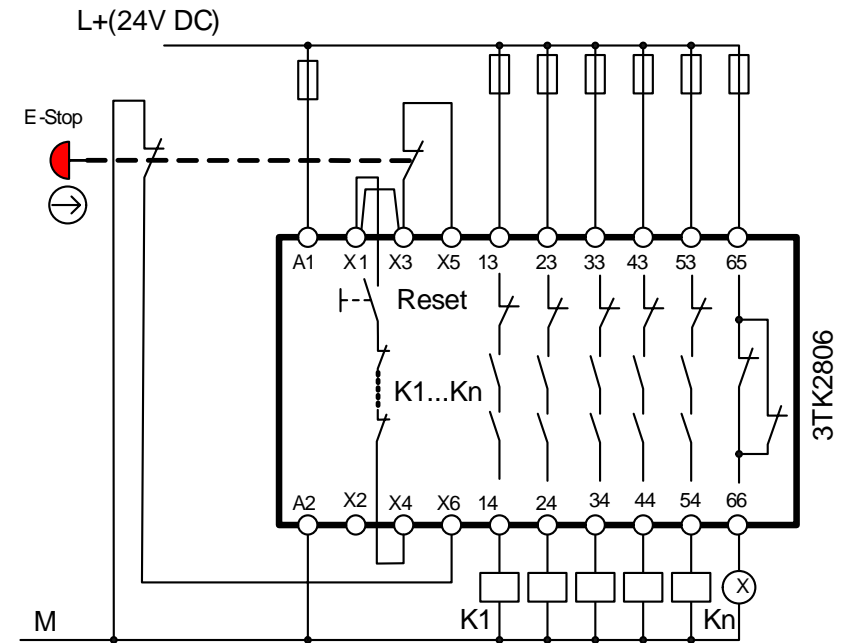 L+(24V DC)
E-Stop
A1 X1 X3 X5 13 23 33 43 53 65
Reset
K1...Kn
3TK2806
A2 X2 X4 X6 14 24 34 44 54 66
X
K1 Kn
M